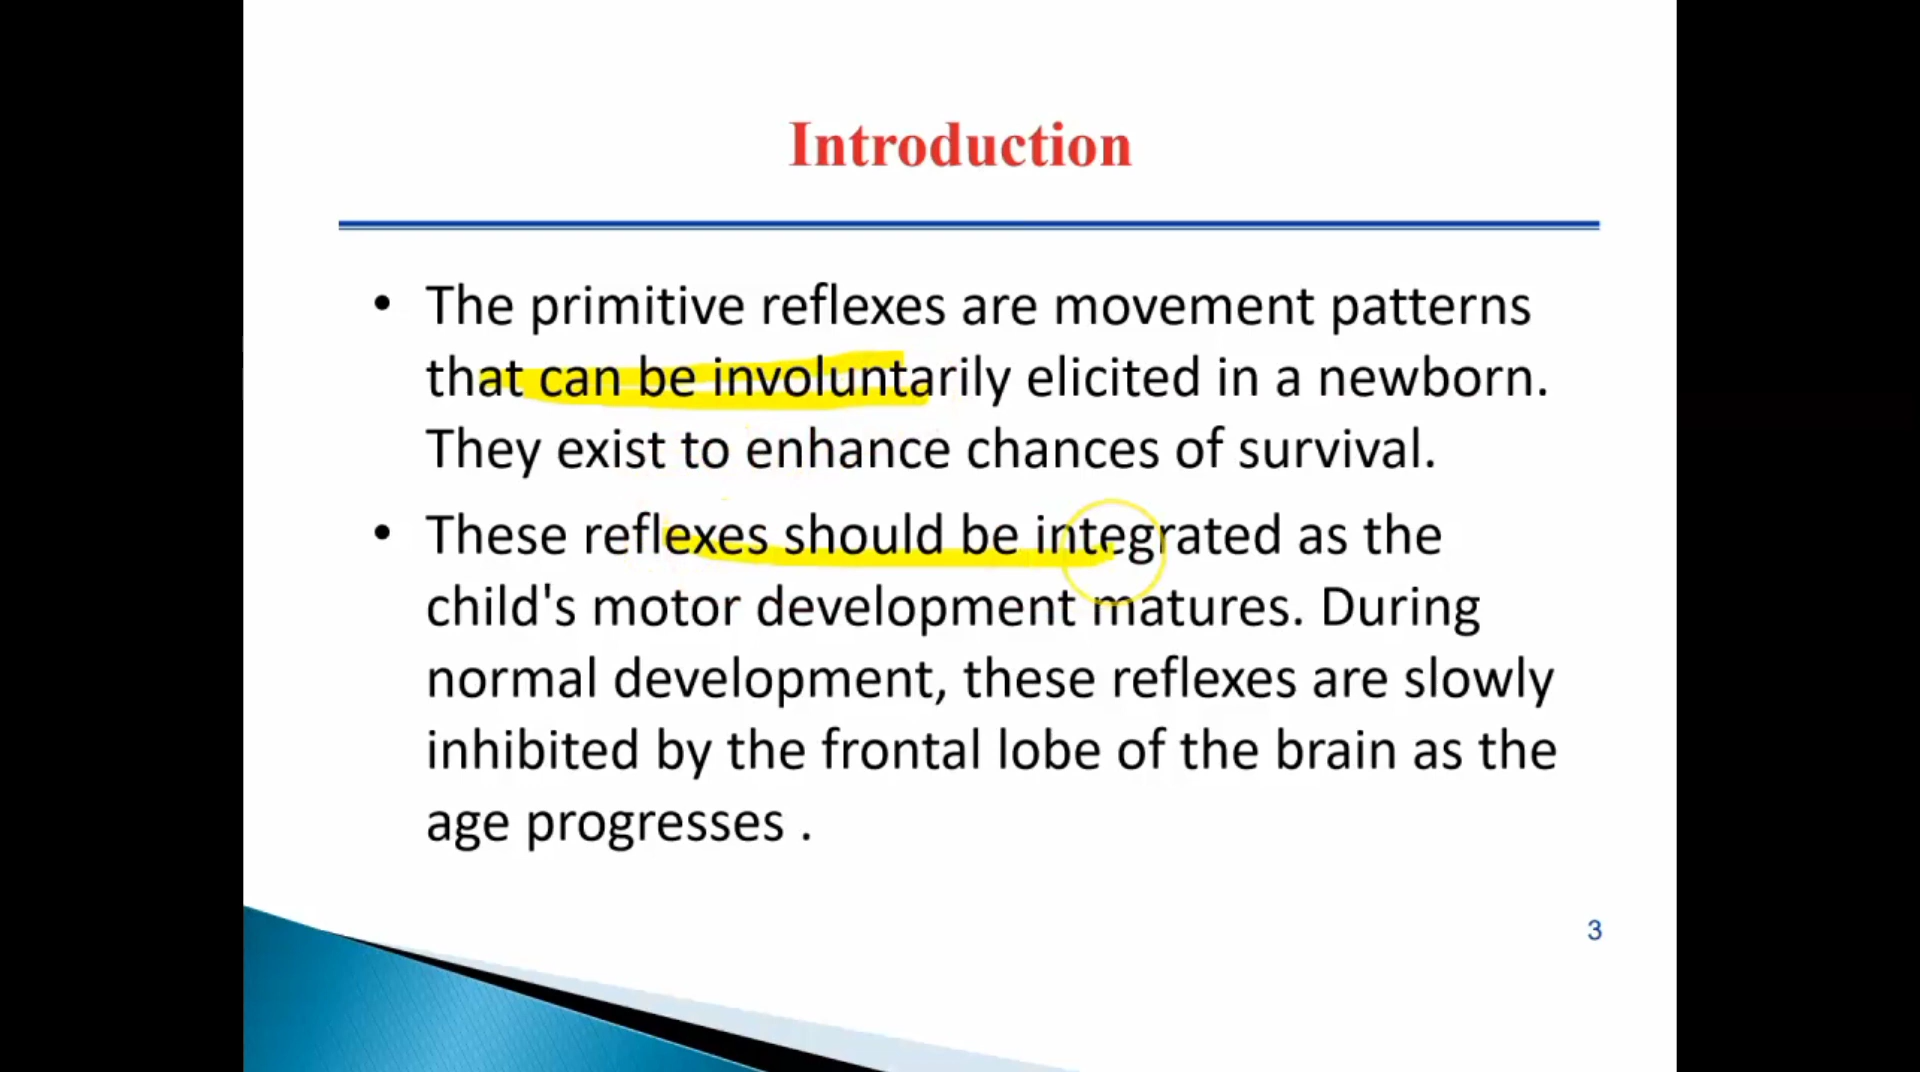 Introduction
• The primitive reflexes are movement patterns
that can be involuntarily elicited in a newborn.
They exist to enhance chances of survival.
• These reflexes should be integrated as the
child's motor development matures. During
normal development, these reflexes are slowly
inhibited by the frontal lobe of the brain as the
age progresses .
3